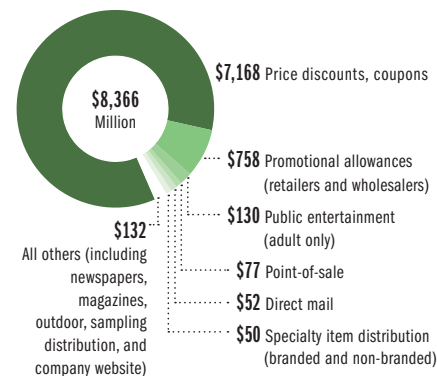 $8,366
Million
$7,168 Price discounts, coupons
$758 Promotional allowances
(retailers and wholesalers)
$130 Public entertainment
(adult only)
$77 Point-of-sale
$52 Direct mail
$50 Specialty item distribution
(branded and non-branded)
$132
All others (including
newspapers,
magazines,
outdoor, sampling
distribution, and
company website)